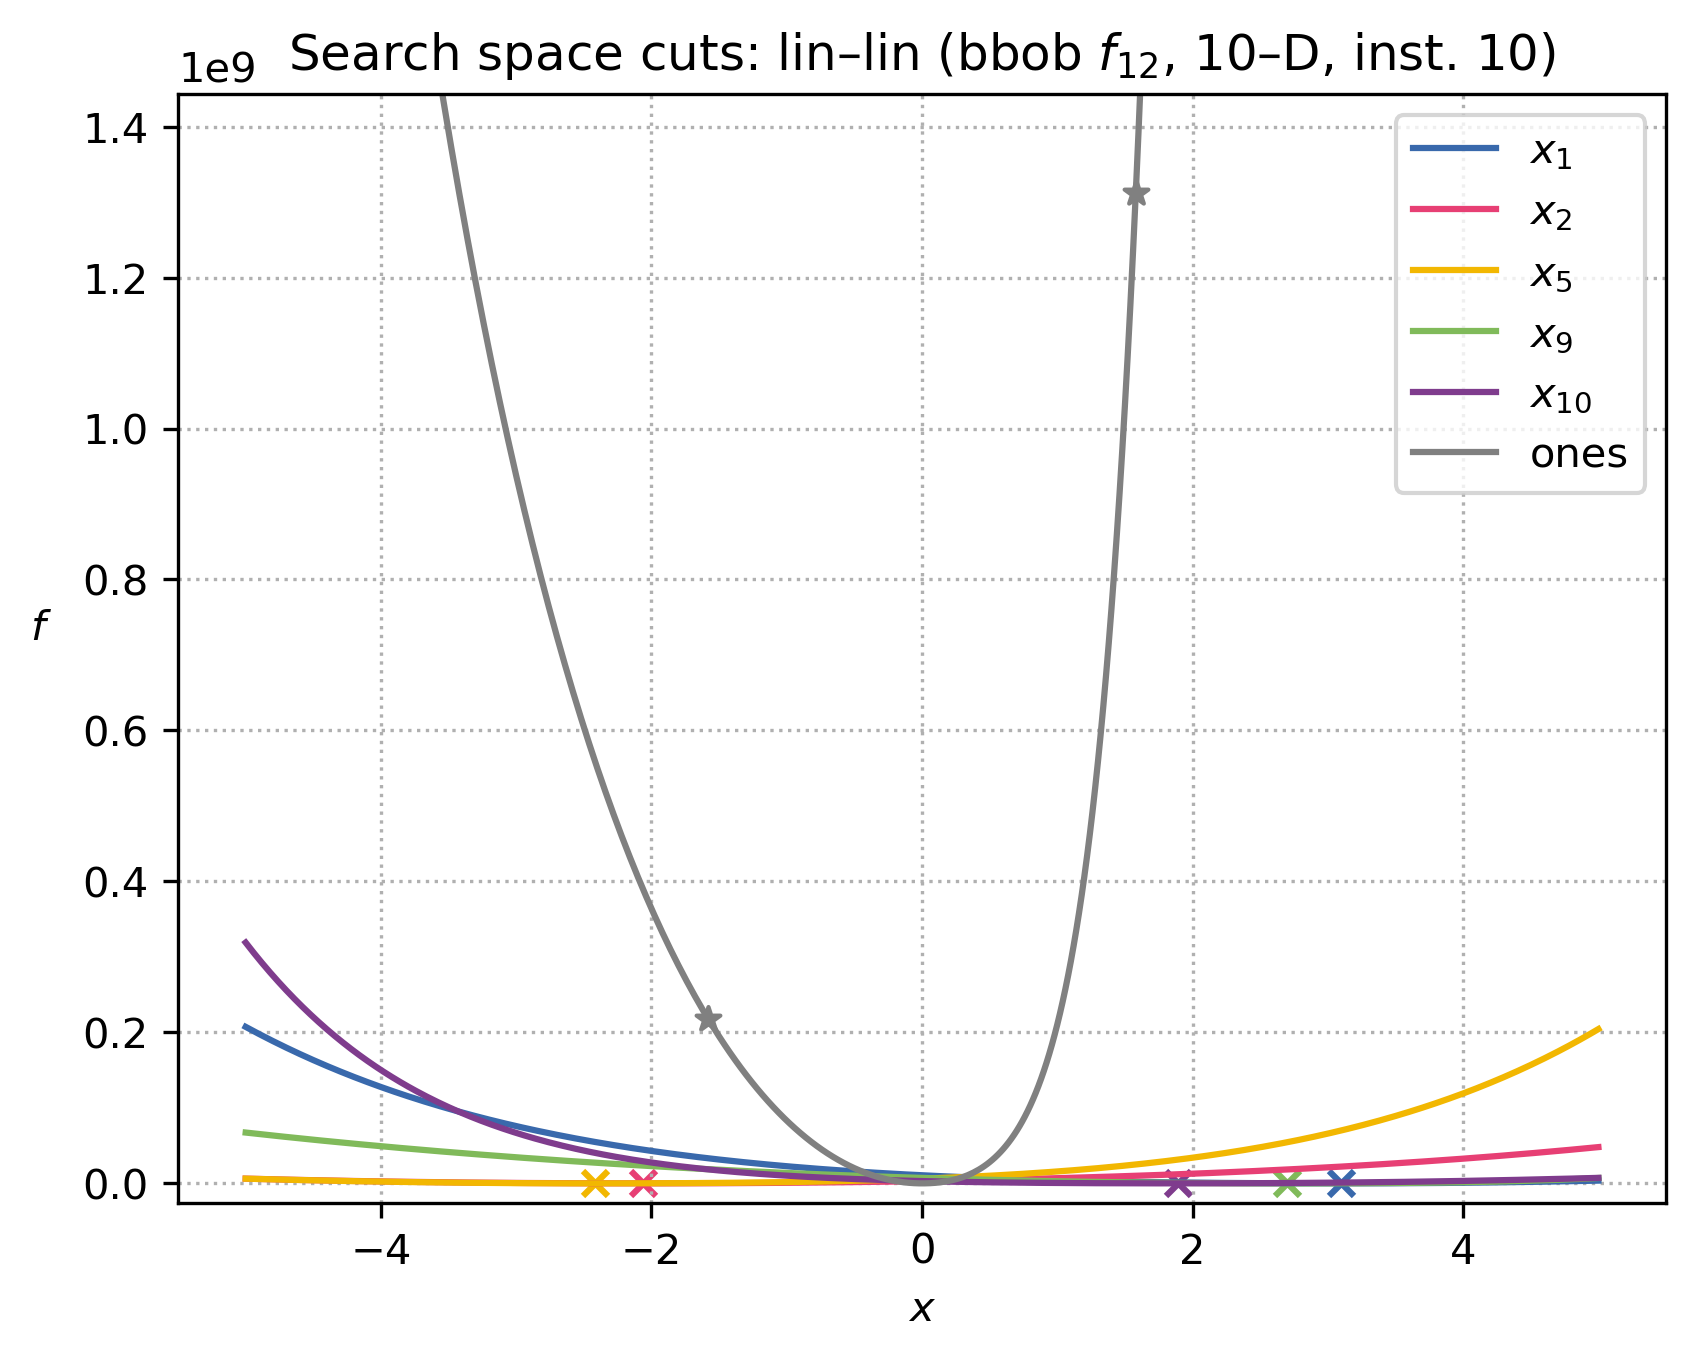 Search space cuts: lin–lin (bbob f₁₂, 10–D, inst. 10)
1e9
1.4
1.2
1.0
0.8
0.6
0.4
0.2
0.0
f
−4
−2
0
2
4
x
x₁
x₂
x₅
x₉
x₁₀
ones